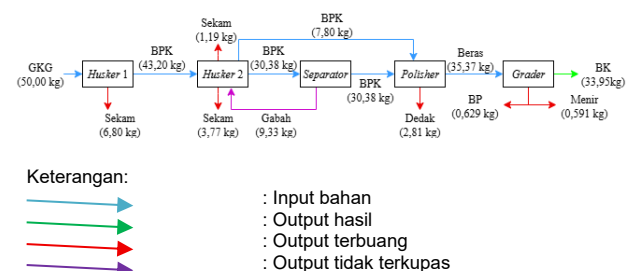 Sekam
(1,19 kg)
BPK
(7,80 kg)
GKG
(50,00 kg)
Husker 1
BPK
(43,20 kg)
Husker 2
BPK
(30,38 kg)
Separator
BPK
(30,38 kg)
Polisher
Beras
(35,37 kg)
Grader
BK
(33,95kg)
Sekam
(6,80 kg)
Sekam
(3,77 kg)
Gabah
(9,33 kg)
Dedak
(2,81 kg)
BP
(0,629 kg)
Menir
(0,591 kg)
Keterangan:
: Input bahan
: Output hasil
: Output terbuang
: Output tidak terkupas